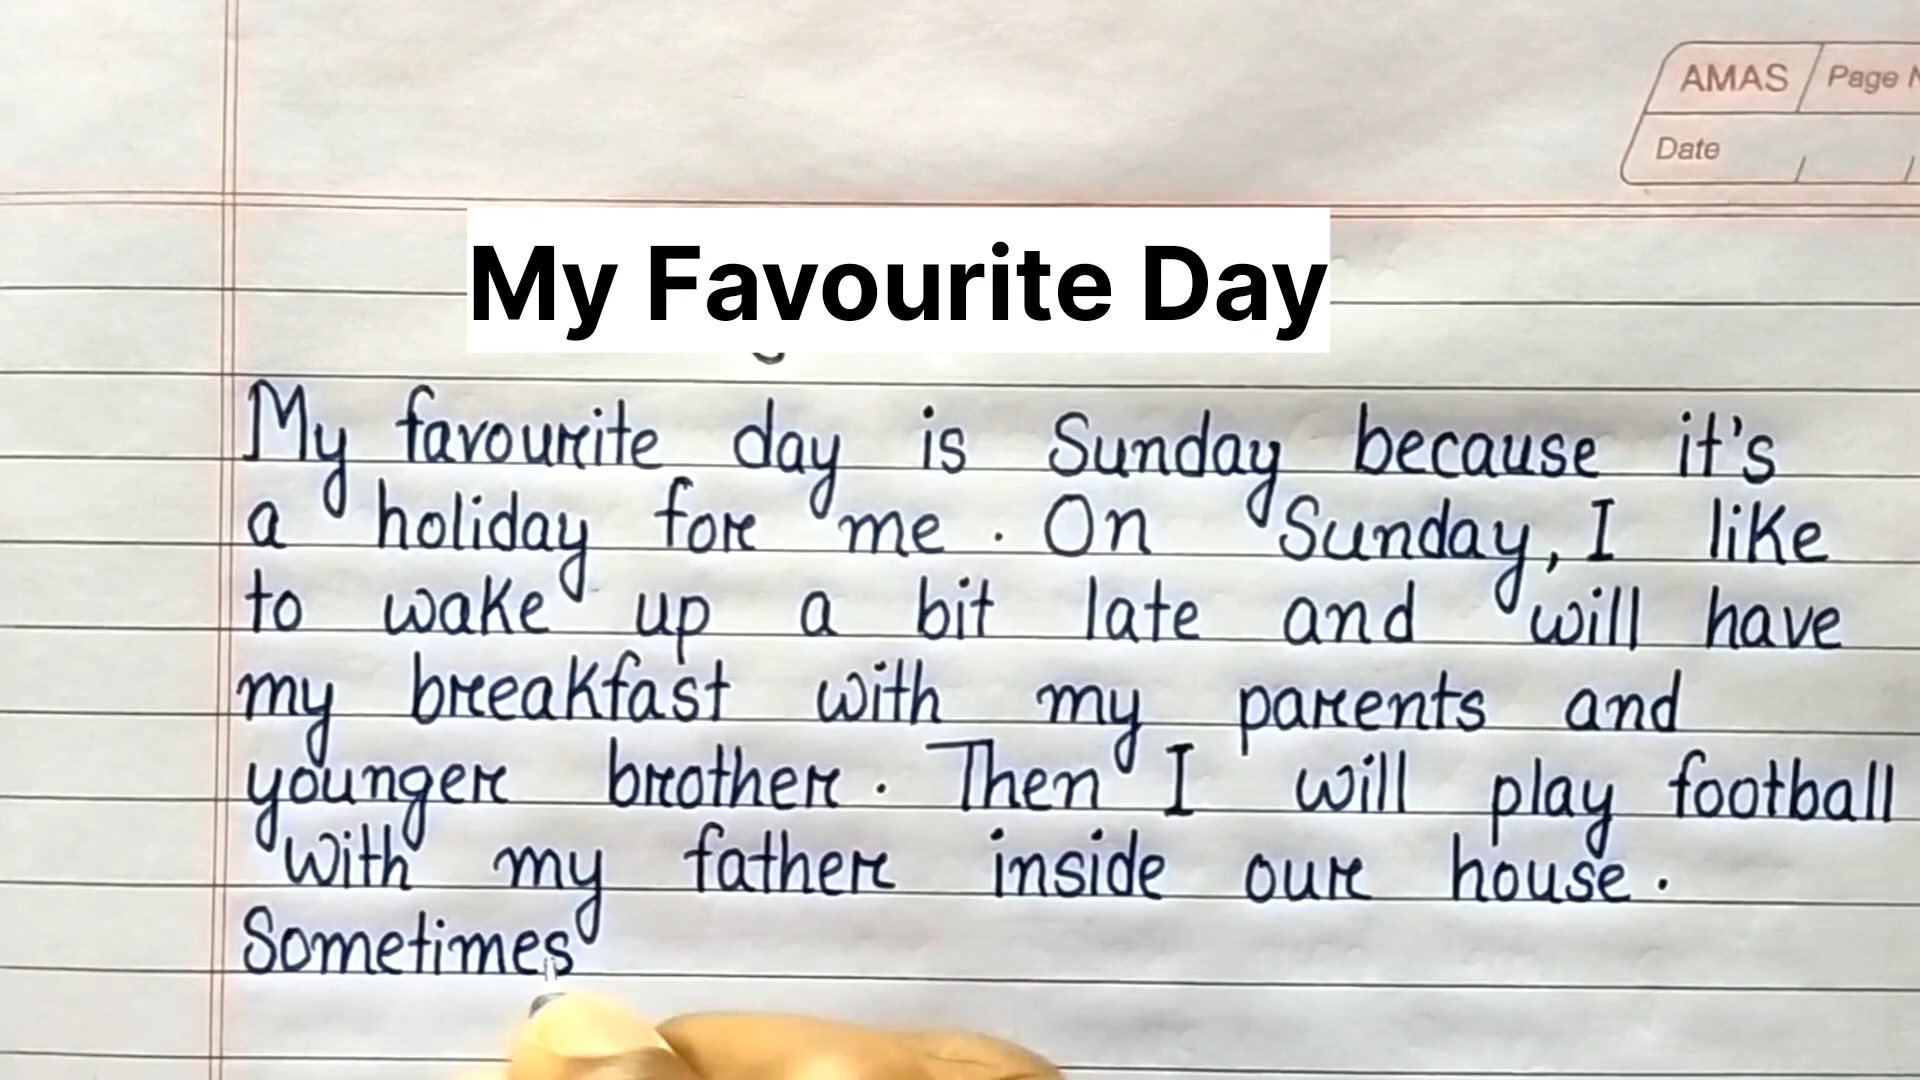 AMAS Page N
Date / /
My Favourite Day
My favourite day is Sunday because it's
a holiday for me. On Sunday, I like
to wake up a bit late and will have
my breakfast with my parents and
younger brother. Then I will play football
with my father inside our house.
Sometimes